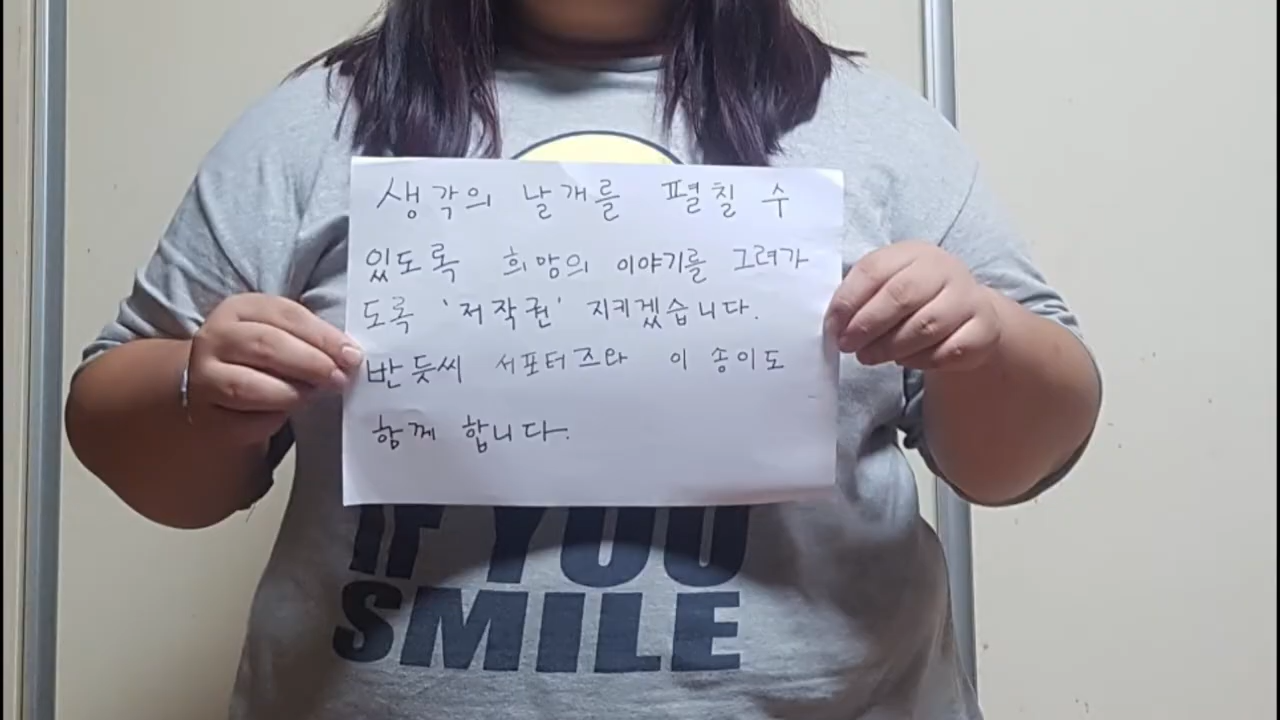 생각의 날개를 펼칠 수
있도록 희망의 이야기를 그려가
도록 '저작권' 지키겠습니다.
반듯씨 서포터즈와 이 송이도
함께 합니다.
IF YOU
SMILE